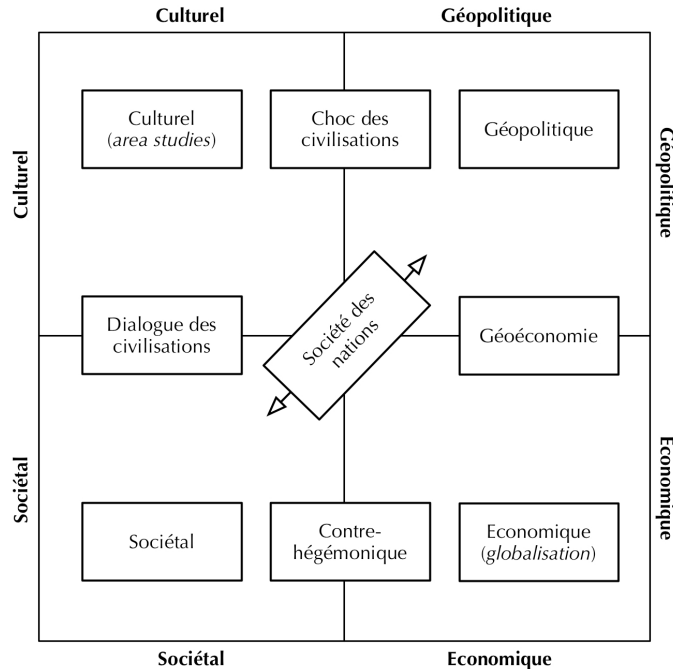 Culturel
Géopolitique
Culturel
(area studies)
Choc des
civilisations
Géopolitique
Culturel
Géopolitique
Dialogue des
civilisations
Société des
nations
Géoéconomie
Sociétal
Economique
Sociétal
Contre-
hégémonique
Economique
(globalisation)
Sociétal
Economique